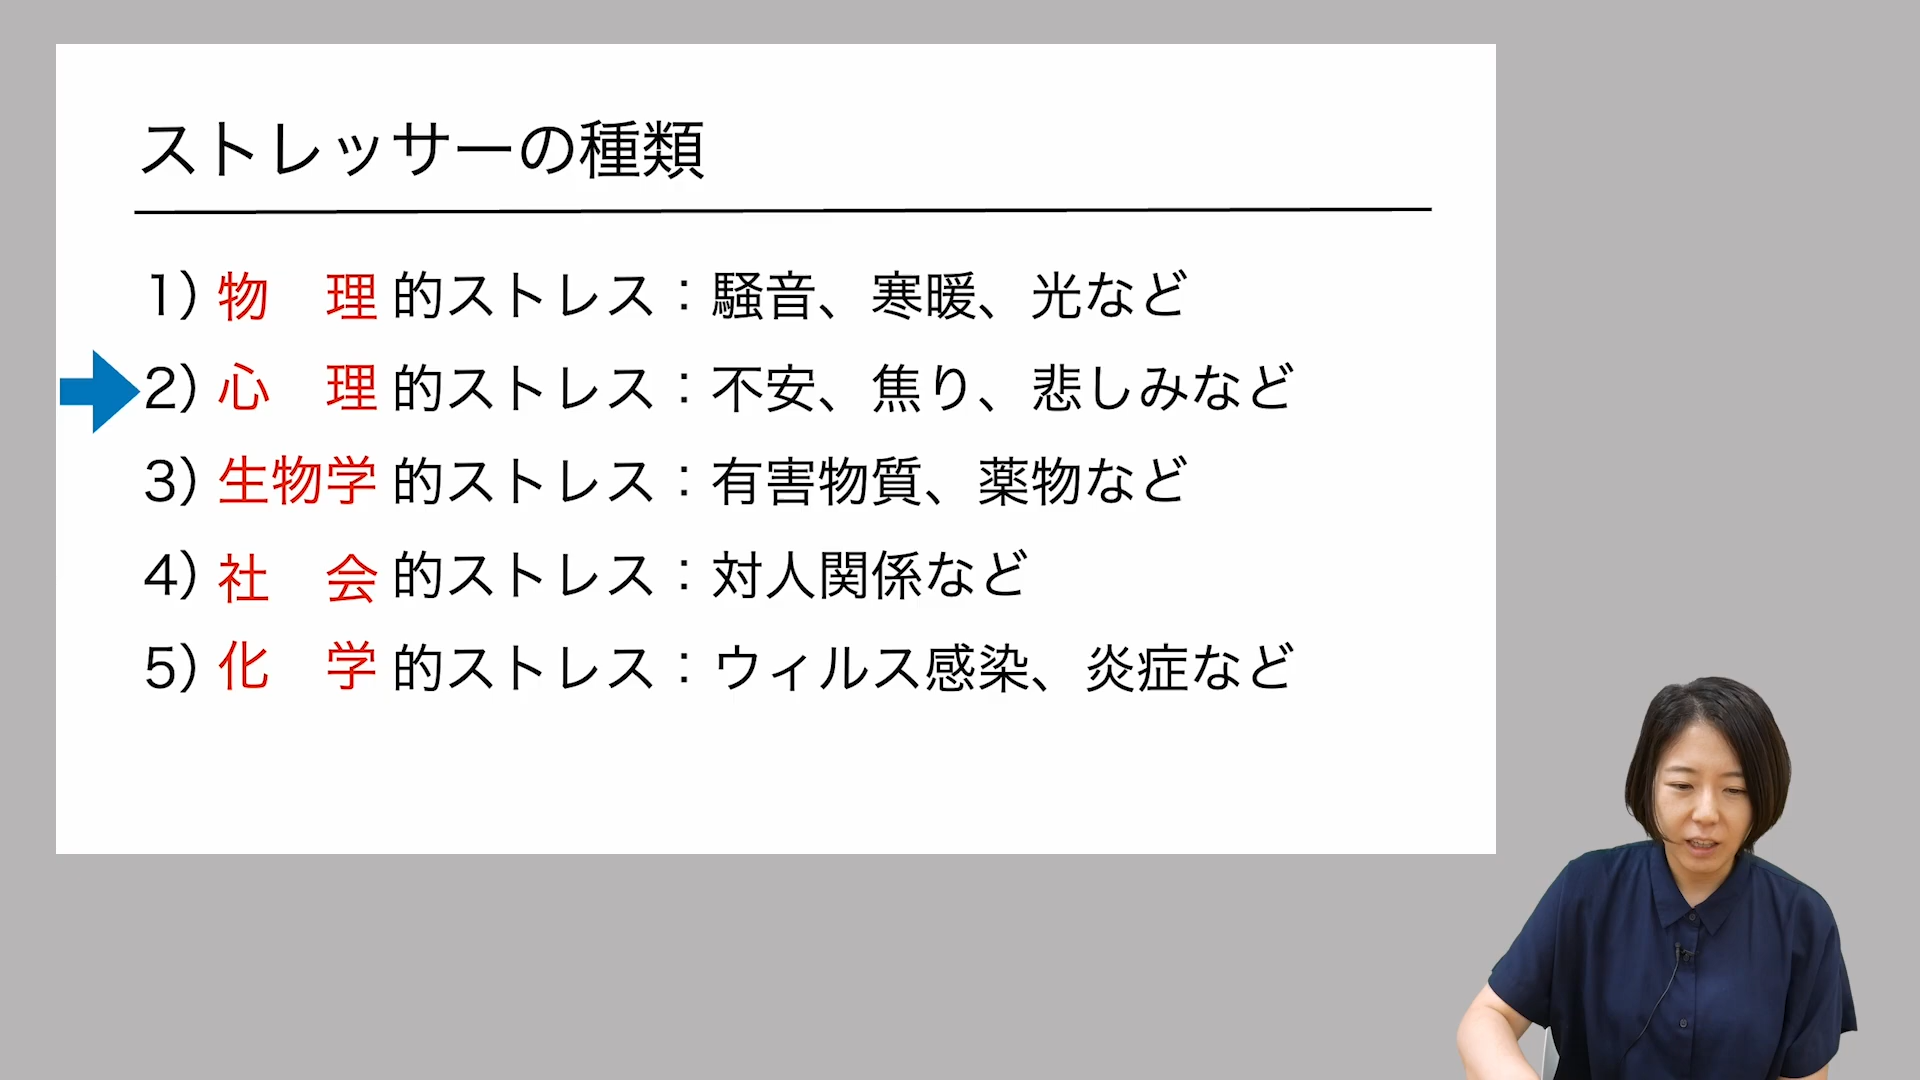 ストレッサーの種類
1) 物　理 的ストレス：騒音、寒暖、光など
2) 心　理 的ストレス：不安、焦り、悲しみなど
3) 生物学 的ストレス：有害物質、薬物など
4) 社　会 的ストレス：対人関係など
5) 化　学 的ストレス：ウィルス感染、炎症など